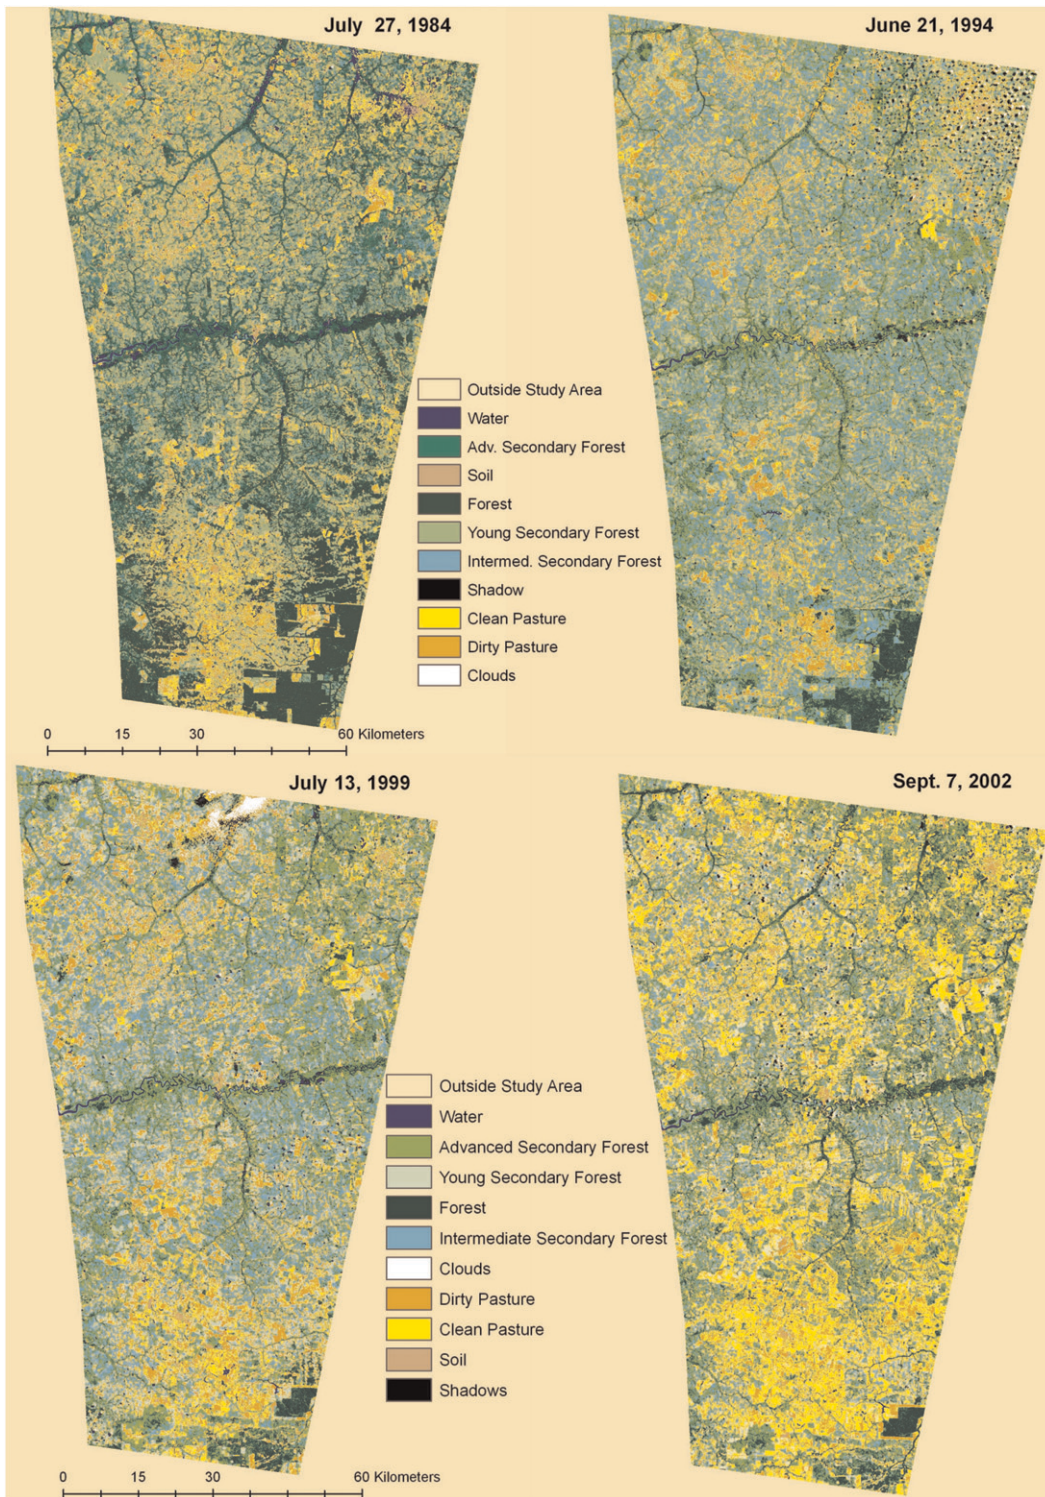 July 27, 1984
June 21, 1994
Outside Study Area
Water
Adv. Secondary Forest
Soil
Forest
Young Secondary Forest
Intermed. Secondary Forest
Shadow
Clean Pasture
Dirty Pasture
Clouds
0 15 30 60 Kilometers
July 13, 1999
Sept. 7, 2002
Outside Study Area
Water
Advanced Secondary Forest
Young Secondary Forest
Forest
Intermediate Secondary Forest
Clouds
Dirty Pasture
Clean Pasture
Soil
Shadows
0 15 30 60 Kilometers